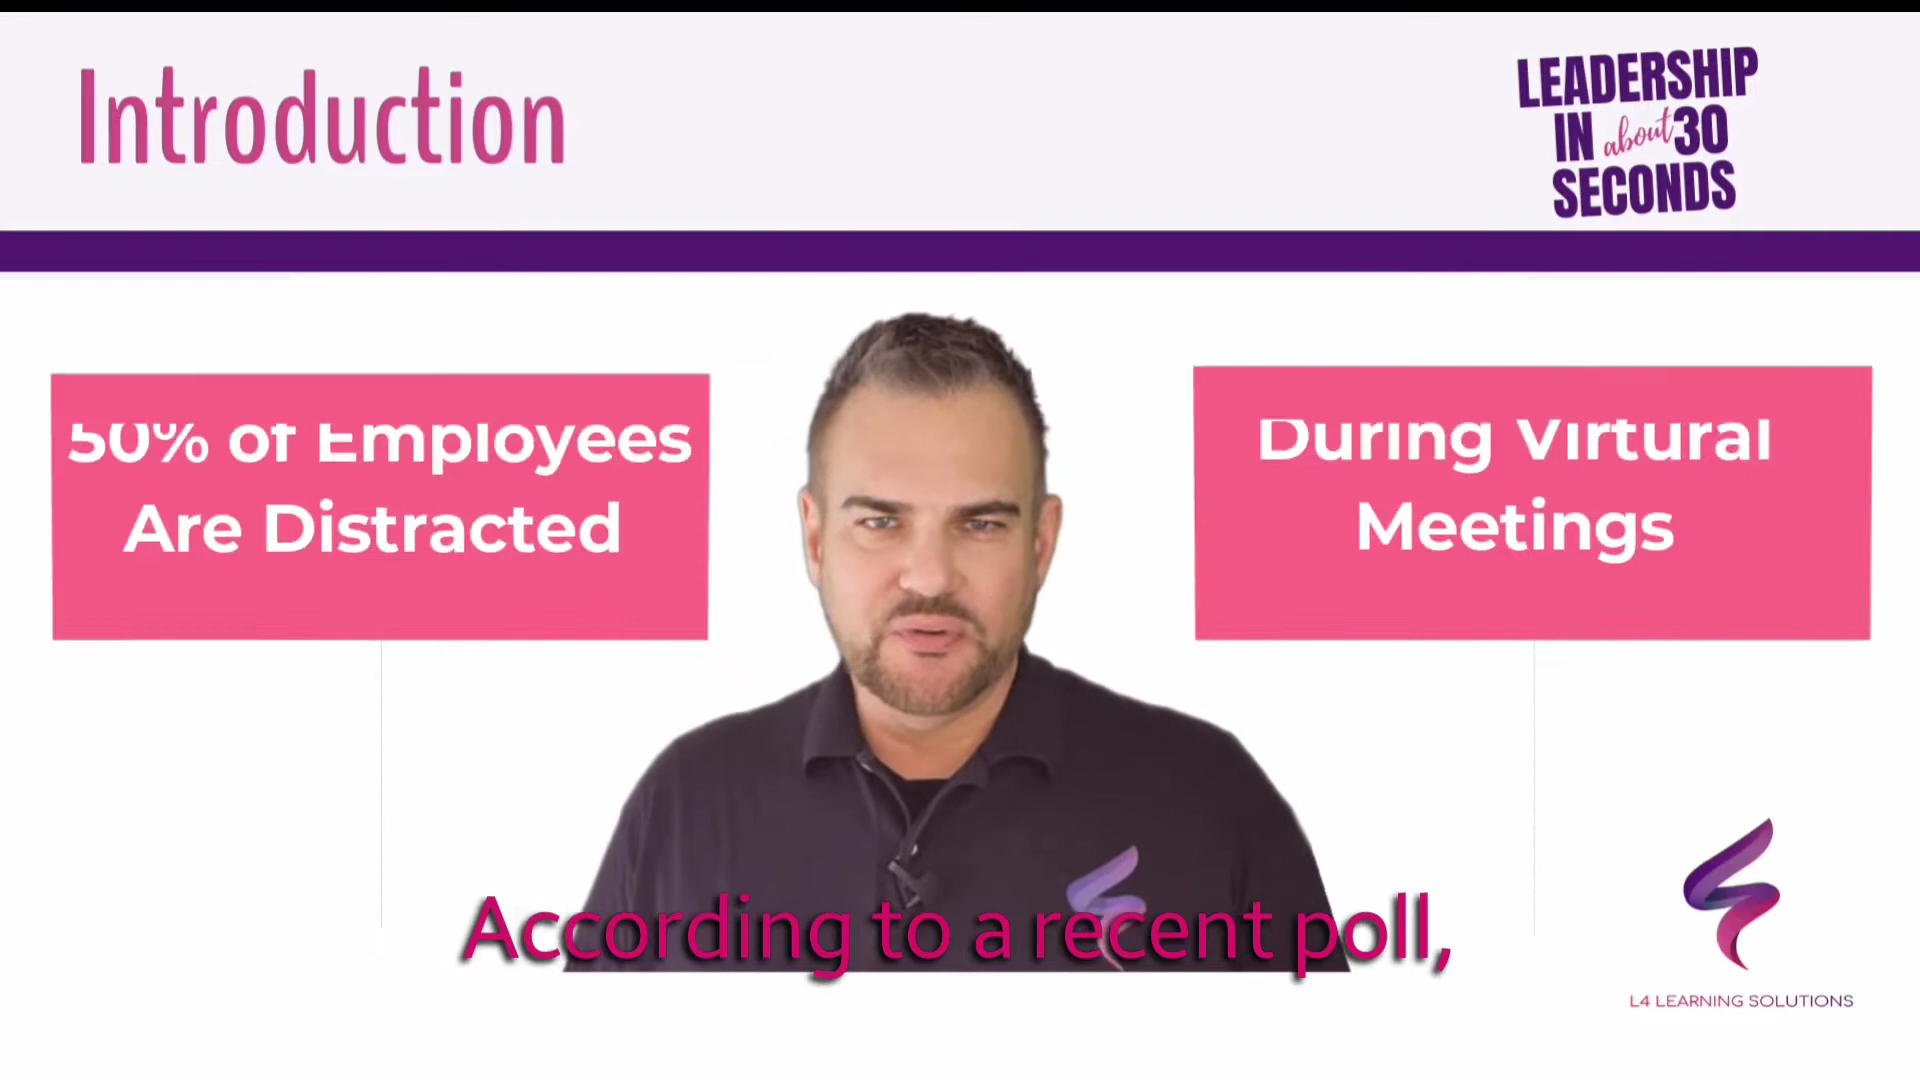 Introduction
LEADERSHIP
IN about 30
SECONDS
50% of Employees
Are Distracted
During Virtural
Meetings
According to a recent poll,
L4 LEARNING SOLUTIONS